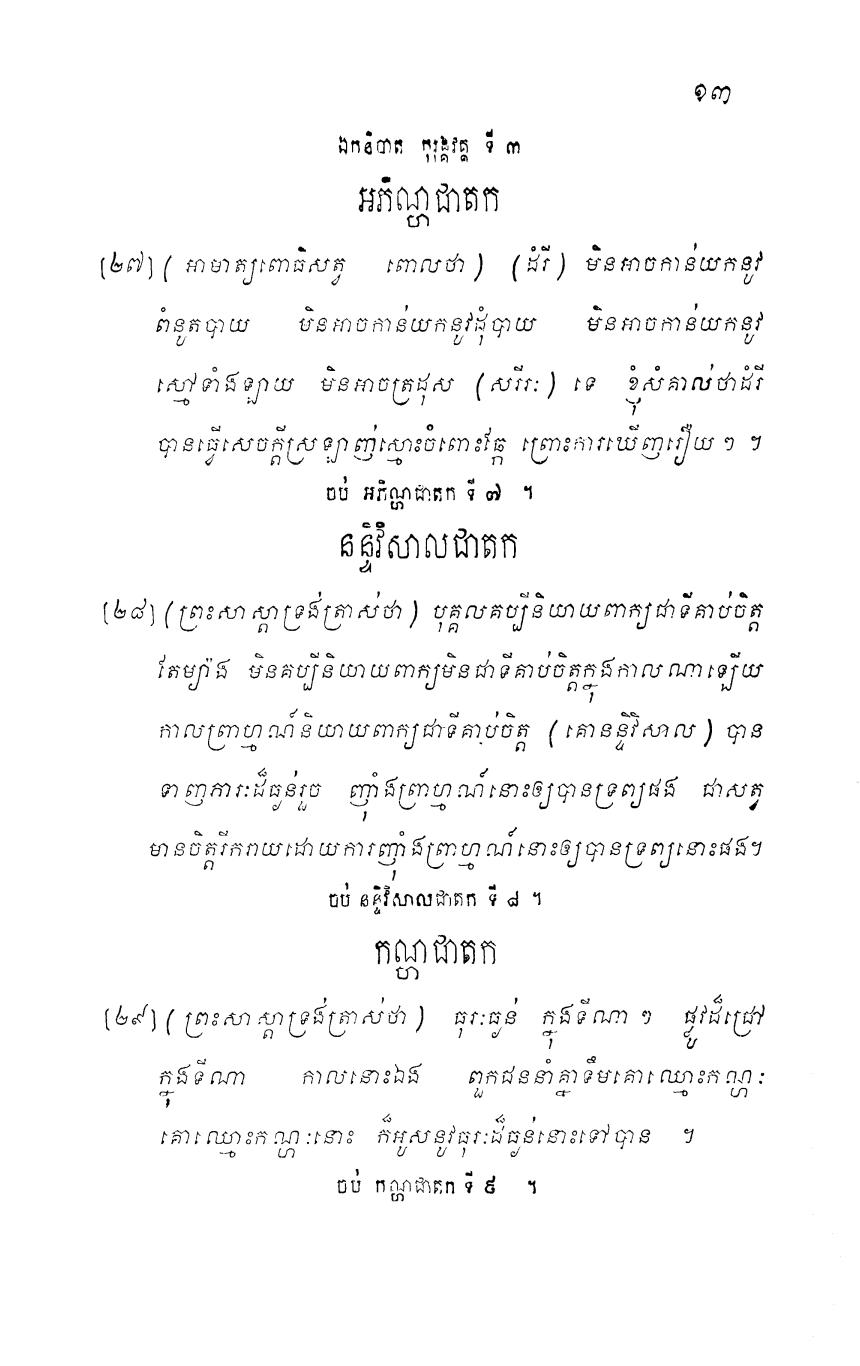 ១៣
ឯកនិបាត កុរុង្គវគ្គ ទី ៣
អភិណ្ហជាតក
[២៧] ( អាមាត្យពោធិសត្វ ពោលថា ) (ដំរី) មិនអាចកាន់យកនូវ
ពំនូតបាយ មិនអាចកាន់យកនូវដុំបាយ មិនអាចកាន់យកនូវ
ស្មៅទាំងឡាយ មិនអាចត្រដុស (សរីរៈ) ទេ ខ្ញុំសំគាល់ថាដំរី
បានធ្វើសេចក្តីស្រឡាញ់ស្មោះចំពោះឆ្កែ ព្រោះការឃើញរឿយៗ ។
ចប់ អភិណ្ហជាតក ទី ៧ ។
នន្ទិវិសាលជាតក
[២៨] (ព្រះសាស្តាទ្រង់ត្រាស់ថា) បុគ្គលគប្បីនិយាយពាក្យជាទីគាប់ចិត្ត
តែម្យ៉ាង មិនគប្បីនិយាយពាក្យមិនជាទីគាប់ចិត្តក្នុងកាលណាឡើយ
កាលព្រាហ្មណ៍និយាយពាក្យជាទីគាប់ចិត្ត (គោនន្ទិវិសាល) បាន
ទាញភារៈដ៏ធ្ងន់រួច ញ៉ាំងព្រាហ្មណ៍នោះឲ្យបានទ្រព្យផង ជាសត្វ
មានចិត្តរីករាយដោយការញ៉ាំងព្រាហ្មណ៍នោះឲ្យបានទ្រព្យនោះផង។
ចប់ នន្ទិវិសាលជាតក ទី ៨ ។
កណ្ហជាតក
[២៩] (ព្រះសាស្តាទ្រង់ត្រាស់ថា) ធុរៈធ្ងន់ ក្នុងទីណាៗ ផ្លូវដ៏ជ្រៅ
ក្នុងទីណា កាលនោះឯង ពួកជននាំគ្នាទឹមគោឈ្មោះកណ្ហៈ
គោឈ្មោះកណ្ហៈនោះ ក៏អូសនូវធុរៈដ៏ធ្ងន់នោះទៅបាន ។
ចប់ កណ្ហជាតក ទី ៩ ។